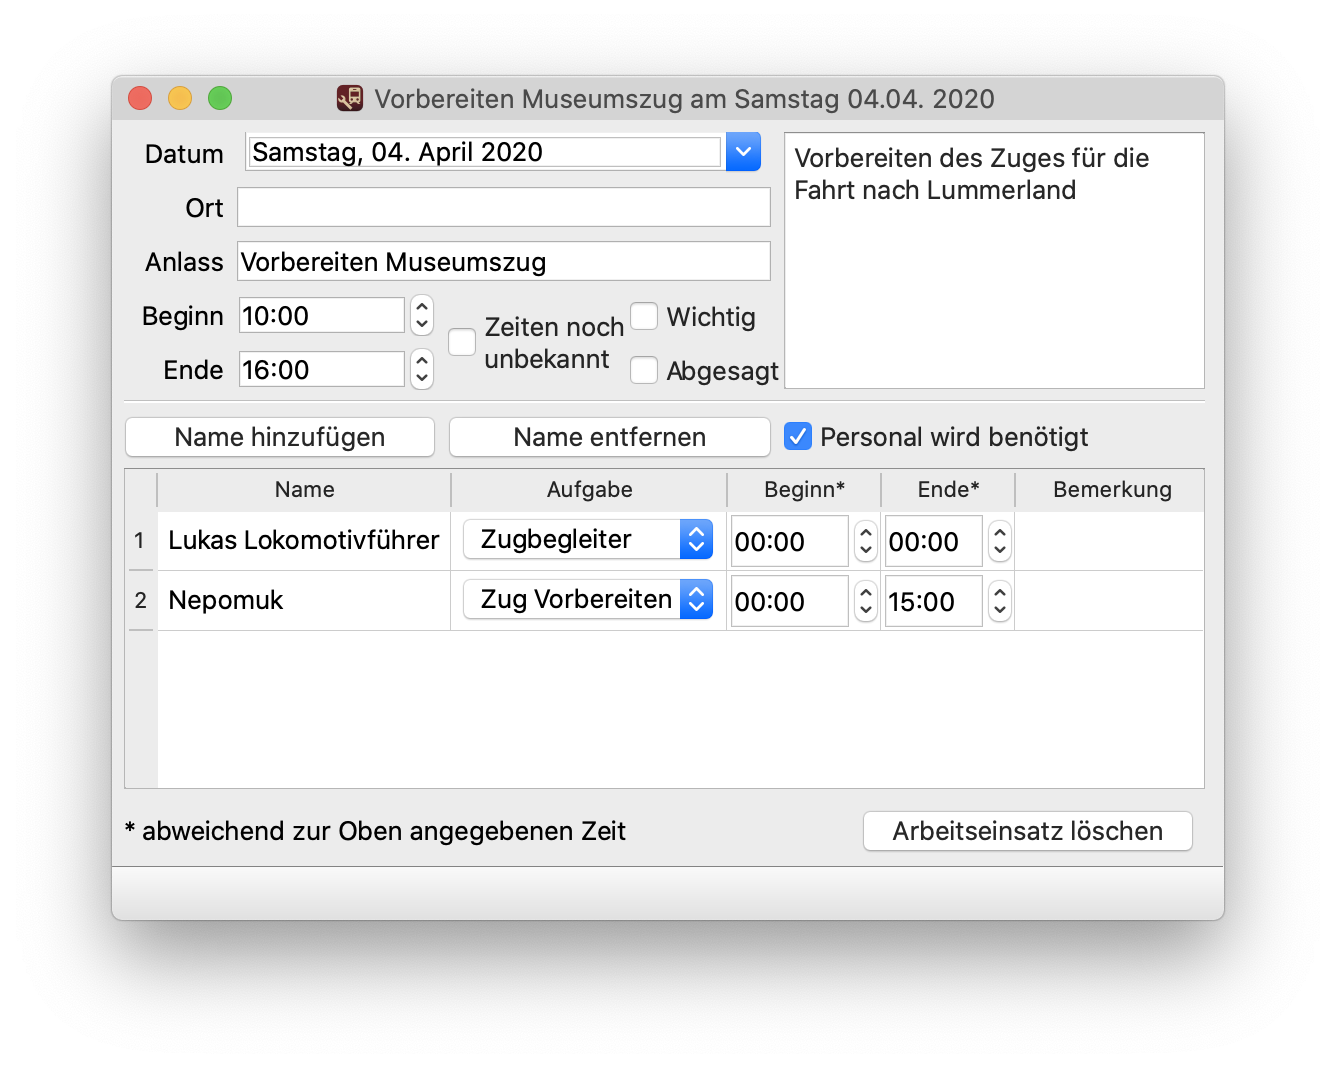 Vorbereiten Museumszug am Samstag 04.04. 2020
Datum
Samstag, 04. April 2020
Ort
Anlass
Vorbereiten Museumszug
Beginn
10:00
Ende
16:00
Zeiten noch
unbekannt
Wichtig
Abgesagt
Vorbereiten des Zuges für die
Fahrt nach Lummerland
Name hinzufügen
Name entfernen
Personal wird benötigt
Name Aufgabe Beginn* Ende* Bemerkung
1 Lukas Lokomotivführer Zugbegleiter 00:00 00:00
2 Nepomuk Zug Vorbereiten 00:00 15:00
* abweichend zur Oben angegebenen Zeit
Arbeitseinsatz löschen